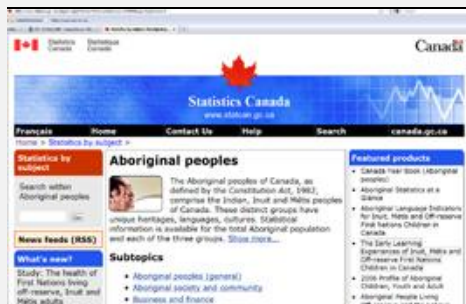 Statistics Canada
Statistique Canada
Canada
Statistics Canada
www.statcan.gc.ca
Français Home Contact Us Help Search canada.gc.ca
Home > Statistics by subject >
Statistics by subject
Search within
Aboriginal peoples
News feeds (RSS)
What's new?
Study: The health of
First Nations living
off-reserve, Inuit and
Métis adults
Aboriginal peoples
The Aboriginal peoples of Canada, as
defined by the Constitution Act, 1982,
comprise the Indian, Inuit and Métis peoples
of Canada. These distinct groups have
unique heritages, languages, cultures. Statistical
information is available for the total Aboriginal population
and each of the three groups. Show more...
Subtopics
Aboriginal peoples (general)
Aboriginal society and community
Business and finance
Featured products
Canada Year Book (Aboriginal
peoples)
Aboriginal Statistics at a
Glance
Aboriginal Language Indicators
for Inuit, Métis and Off-reserve
First Nations Children in
Canada
The Early Learning
Experiences of Inuit, Métis and
Off-reserve First Nations
Children in Canada
2006 Profile of Aboriginal
Children, Youth and Adult
Aboriginal People Living